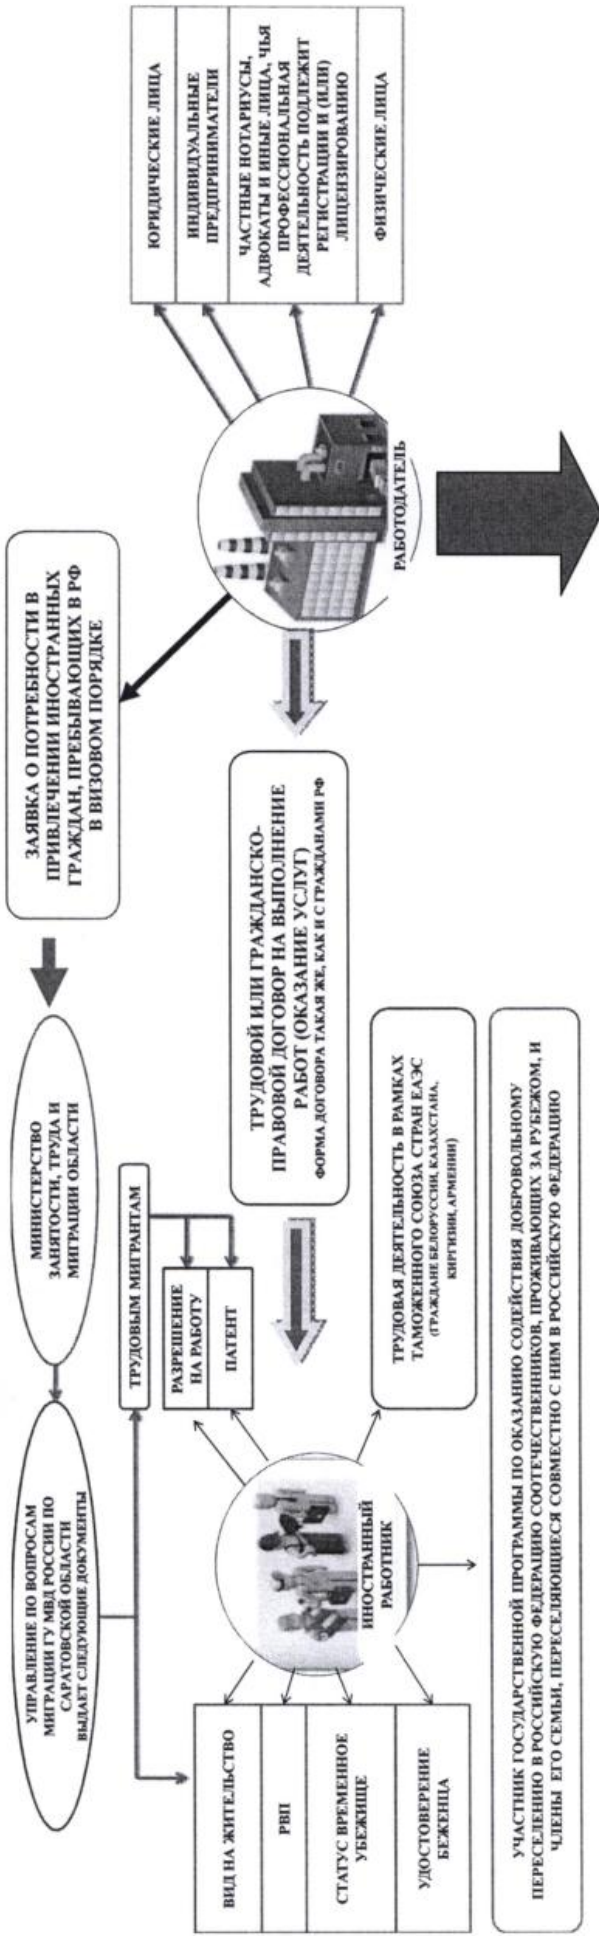 УПРАВЛЕНИЕ ПО ВОПРОСАМ
МИГРАЦИИ ГУ МВД РОССИИ ПО
САРАТОВСКОЙ ОБЛАСТИ
ВЫДАЕТ СЛЕДУЮЩИЕ ДОКУМЕНТЫ
МИНИСТЕРСТВО
ЗАНЯТОСТИ, ТРУДА И
МИГРАЦИИ ОБЛАСТИ
ЗАЯВКА О ПОТРЕБНОСТИ В
ПРИВЛЕЧЕНИИ ИНОСТРАННЫХ
ГРАЖДАН, ПРЕБЫВАЮЩИХ В РФ
В ВИЗОВОМ ПОРЯДКЕ
ТРУДОВЫМ МИГРАНТАМ
РАЗРЕШЕНИЕ
НА РАБОТУ
ПАТЕНТ
ВИД НА ЖИТЕЛЬСТВО
РВП
СТАТУС ВРЕМЕННОЕ
УБЕЖИЩЕ
УДОСТОВЕРЕНИЕ
БЕЖЕНЦА
ИНОСТРАННЫЙ
РАБОТНИК
ТРУДОВОЙ ИЛИ ГРАЖДАНСКО-
ПРАВОВОЙ ДОГОВОР НА ВЫПОЛНЕНИЕ
РАБОТ (ОКАЗАНИЕ УСЛУГ)
ФОРМА ДОГОВОРА ТАКАЯ ЖЕ, КАК И С ГРАЖДАНАМИ РФ
РАБОТОДАТЕЛЬ
ЮРИДИЧЕСКИЕ ЛИЦА
ИНДИВИДУАЛЬНЫЕ
ПРЕДПРИНИМАТЕЛИ
ЧАСТНЫЕ НОТАРИУСЫ,
АДВОКАТЫ И ИНЫЕ ЛИЦА, ЧЬЯ
ПРОФЕССИОНАЛЬНАЯ
ДЕЯТЕЛЬНОСТЬ ПОДЛЕЖИТ
РЕГИСТРАЦИИ И (ИЛИ)
ЛИЦЕНЗИРОВАНИЮ
ФИЗИЧЕСКИЕ ЛИЦА
ТРУДОВАЯ ДЕЯТЕЛЬНОСТЬ В РАМКАХ
ТАМОЖЕННОГО СОЮЗА СТРАН ЕАЭС
(ГРАЖДАНЕ БЕЛОРУССИИ, КАЗАХСТАНА,
КИРГИЗИИ, АРМЕНИИ)
УЧАСТНИК ГОСУДАРСТВЕННОЙ ПРОГРАММЫ ПО ОКАЗАНИЮ СОДЕЙСТВИЯ ДОБРОВОЛЬНОМУ
ПЕРЕСЕЛЕНИЮ В РОССИЙСКУЮ ФЕДЕРАЦИЮ СООТЕЧЕСТВЕННИКОВ, ПРОЖИВАЮЩИХ ЗА РУБЕЖОМ, И
ЧЛЕНЫ ЕГО СЕМЬИ, ПЕРЕСЕЛЯЮЩИЕСЯ СОВМЕСТНО С НИМ В РОССИЙСКУЮ ФЕДЕРАЦИЮ